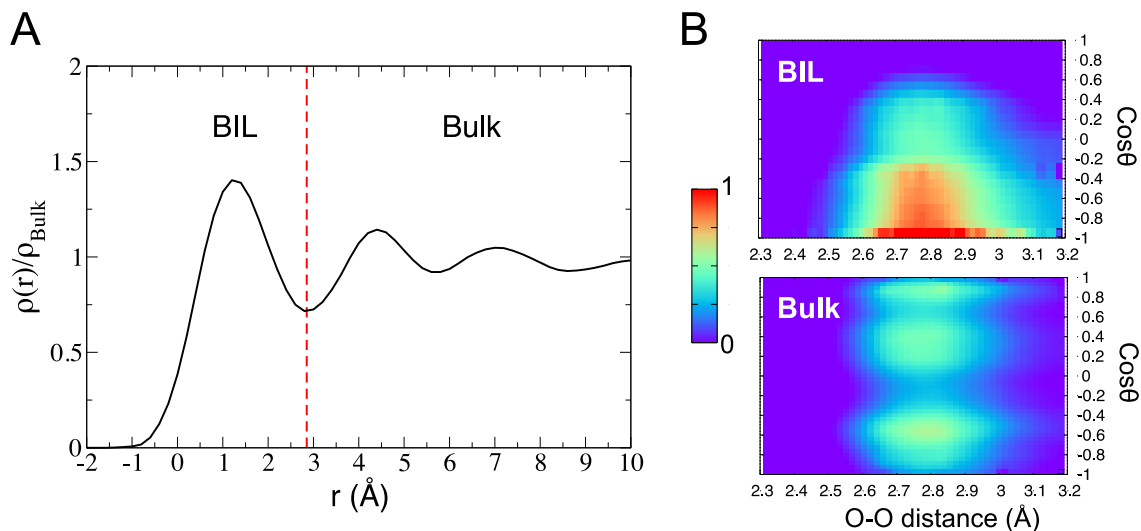 A
ρ(r)/ρBulk
2
1.5
1
0.5
0
BIL
Bulk
-2 -1 0 1 2 3 4 5 6 7 8 9 10
r (Å)
B
1
0
BIL
1
0.8
0.6
0.4
0.2
0
-0.2
-0.4
-0.6
-0.8
-1
Cosθ
2.3 2.4 2.5 2.6 2.7 2.8 2.9 3 3.1 3.2
Bulk
1
0.8
0.6
0.4
0.2
0
-0.2
-0.4
-0.6
-0.8
-1
Cosθ
2.3 2.4 2.5 2.6 2.7 2.8 2.9 3 3.1 3.2
O-O distance (Å)